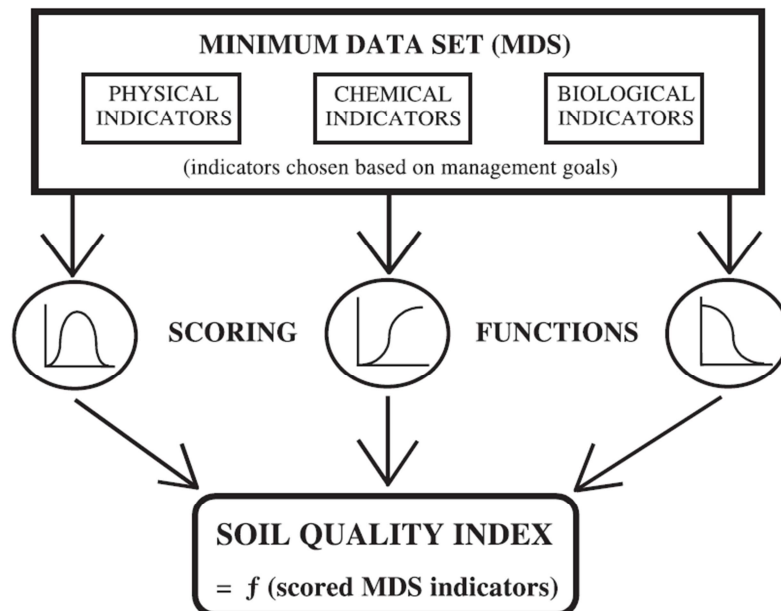 MINIMUM DATA SET (MDS)
PHYSICAL
INDICATORS
CHEMICAL
INDICATORS
BIOLOGICAL
INDICATORS
(indicators chosen based on management goals)
SCORING FUNCTIONS
SOIL QUALITY INDEX
= ƒ (scored MDS indicators)